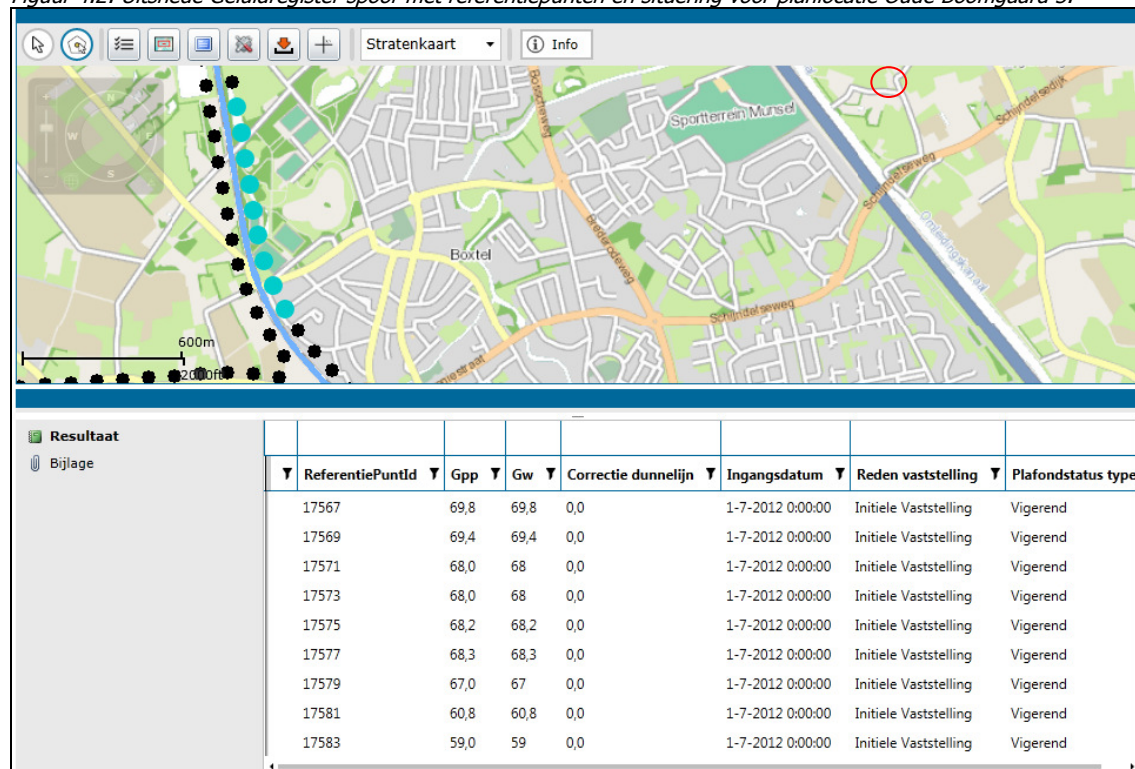 Figuur 4.2: Uitsnede Geluidregister spoor met referentiepunten en situering voor planlocatie Oude Boomgaard 5.
Stratenkaart
Info
N
W
E
S
Bosscheweg
Sportterrein Munsel
Schijndelsedijk
Schijndelseweg
Omleidingskanaal
Boxtel
Brederodeweg
Schijndelseweg
600m
2000ft
Resultaat
Bijlage
ReferentiePuntId Gpp Gw Correctie dunnelijn Ingangsdatum Reden vaststelling Plafondstatus type
17567 69,8 69,8 0,0 1-7-2012 0:00:00 Initiele Vaststelling Vigerend
17569 69,4 69,4 0,0 1-7-2012 0:00:00 Initiele Vaststelling Vigerend
17571 68,0 68 0,0 1-7-2012 0:00:00 Initiele Vaststelling Vigerend
17573 68,0 68 0,0 1-7-2012 0:00:00 Initiele Vaststelling Vigerend
17575 68,2 68,2 0,0 1-7-2012 0:00:00 Initiele Vaststelling Vigerend
17577 68,3 68,3 0,0 1-7-2012 0:00:00 Initiele Vaststelling Vigerend
17579 67,0 67 0,0 1-7-2012 0:00:00 Initiele Vaststelling Vigerend
17581 60,8 60,8 0,0 1-7-2012 0:00:00 Initiele Vaststelling Vigerend
17583 59,0 59 0,0 1-7-2012 0:00:00 Initiele Vaststelling Vigerend